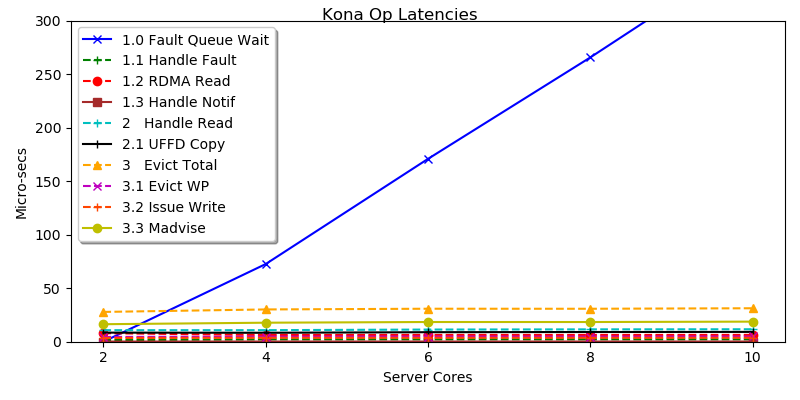 Kona Op Latencies
300
250
200
150
100
50
0
Micro-secs
1.0 Fault Queue Wait
1.1 Handle Fault
1.2 RDMA Read
1.3 Handle Notif
2 Handle Read
2.1 UFFD Copy
3 Evict Total
3.1 Evict WP
3.2 Issue Write
3.3 Madvise
2 4 6 8 10
Server Cores